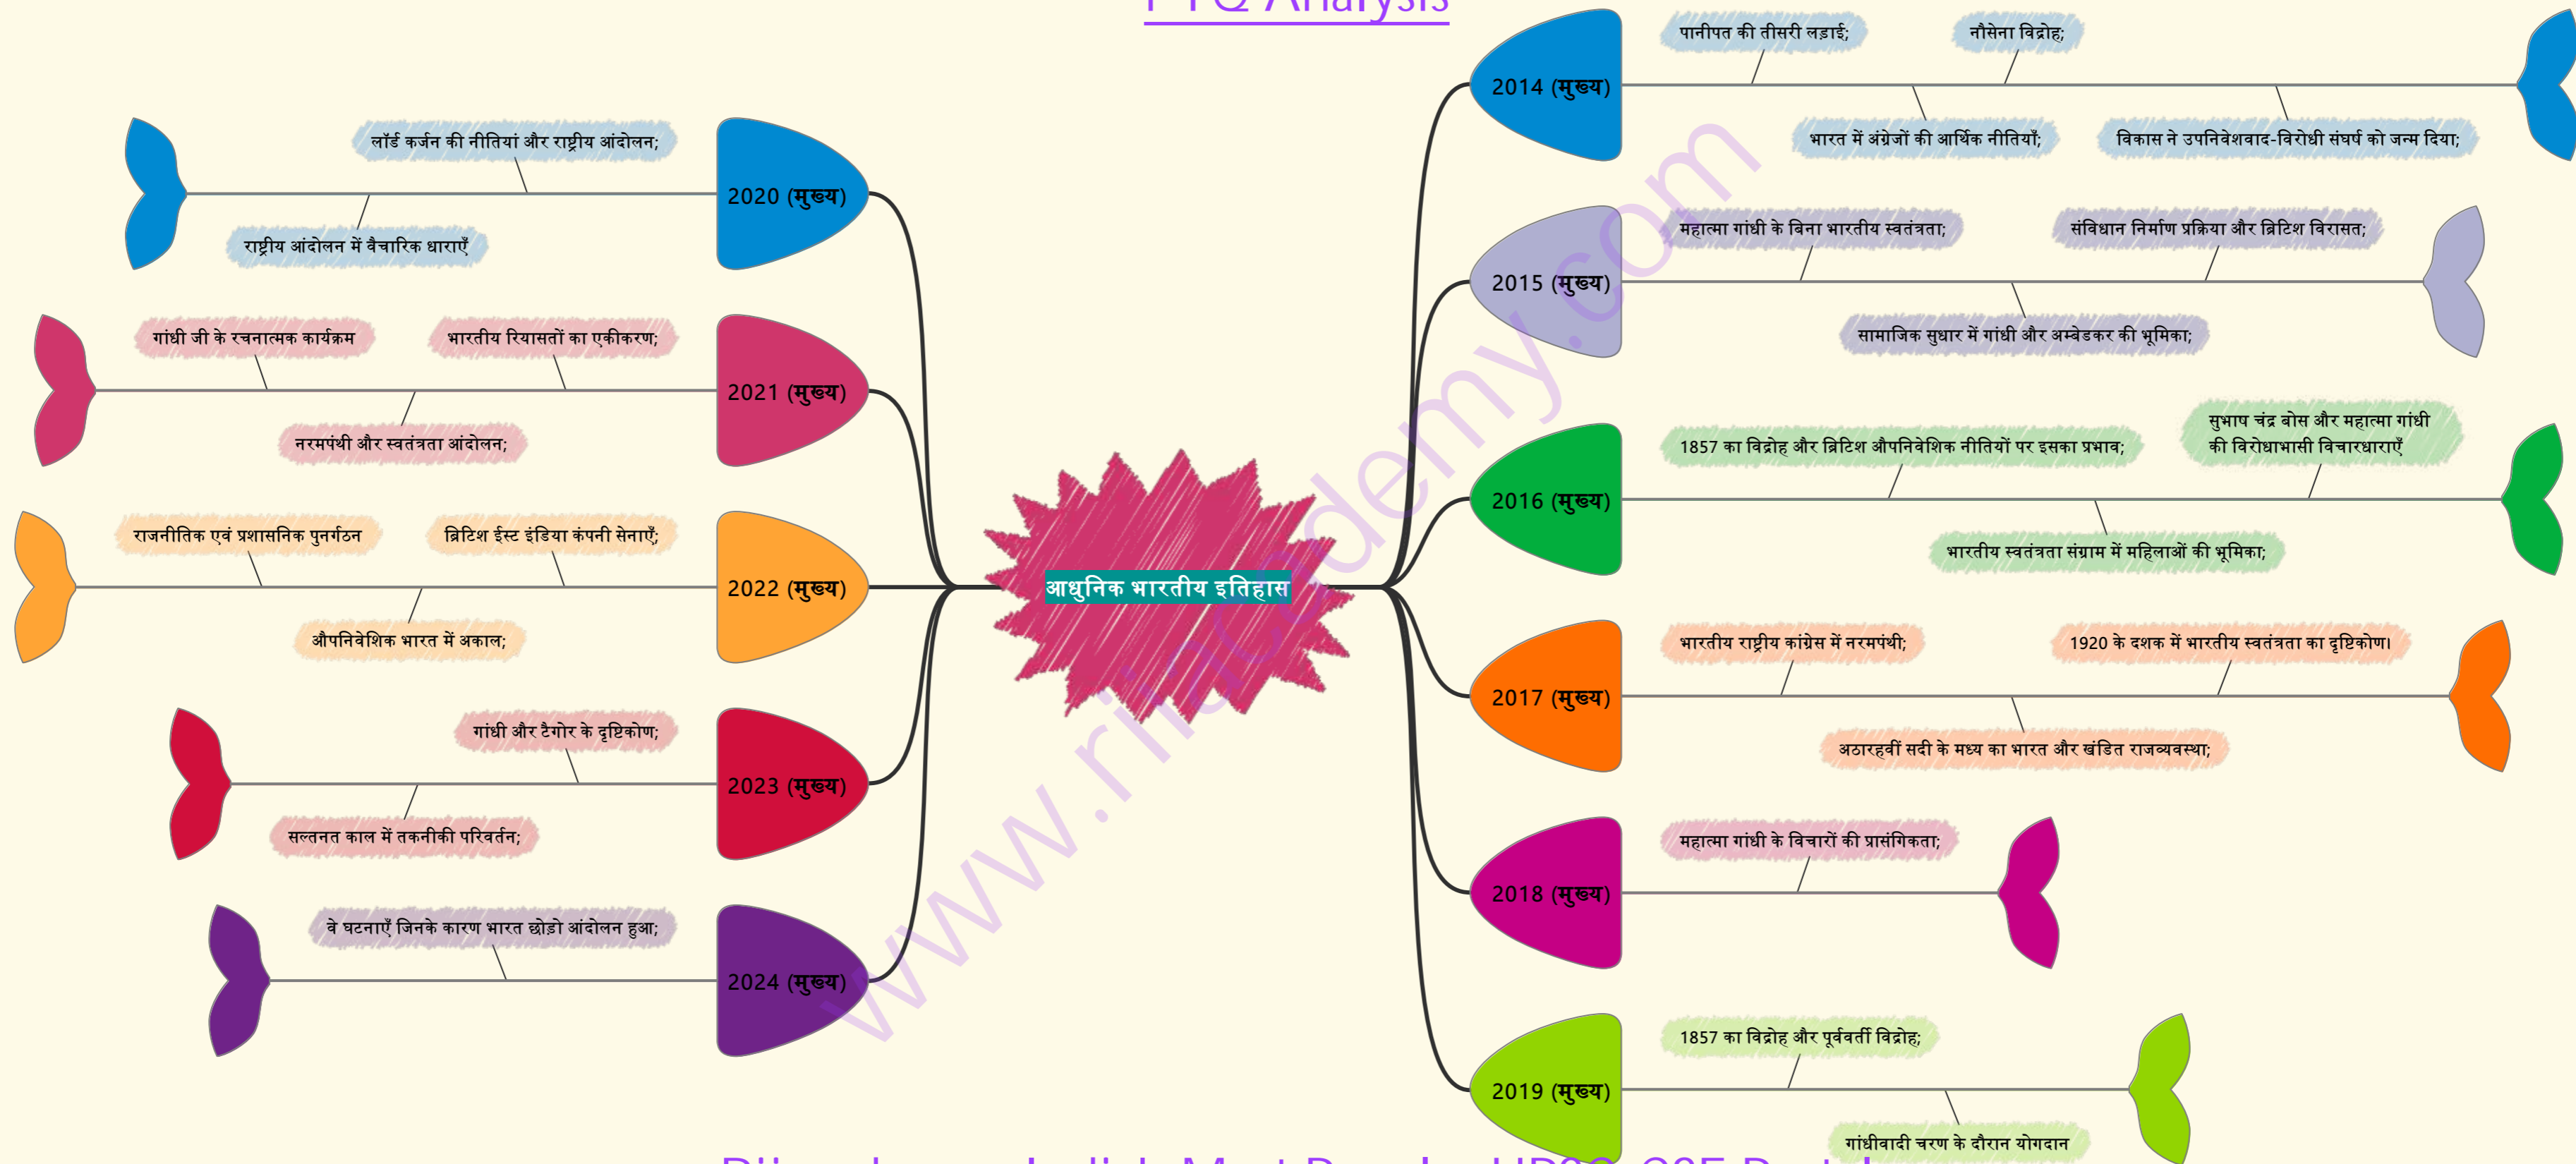 PYQ Analysis
2014 (मुख्य)
पानीपत की तीसरी लड़ाई;
भारत में अंग्रेजों की आर्थिक नीतियाँ;
नौसेना विद्रोह;
विकास ने उपनिवेशवाद-विरोधी संघर्ष को जन्म दिया;
2015 (मुख्य)
महात्मा गांधी के बिना भारतीय स्वतंत्रता;
सामाजिक सुधार में गांधी और अम्बेडकर की भूमिका;
संविधान निर्माण प्रक्रिया और ब्रिटिश विरासत;
2016 (मुख्य)
1857 का विद्रोह और ब्रिटिश औपनिवेशिक नीतियों पर इसका प्रभाव;
भारतीय स्वतंत्रता संग्राम में महिलाओं की भूमिका;
सुभाष चंद्र बोस और महात्मा गांधी
की विरोधाभासी विचारधाराएँ
2017 (मुख्य)
भारतीय राष्ट्रीय कांग्रेस में नरमपंथी;
अठारहवीं सदी के मध्य का भारत और खंडित राजव्यवस्था;
1920 के दशक में भारतीय स्वतंत्रता का दृष्टिकोण।
2018 (मुख्य)
महात्मा गांधी के विचारों की प्रासंगिकता;
2019 (मुख्य)
1857 का विद्रोह और पूर्ववर्ती विद्रोह;
गांधीवादी चरण के दौरान योगदान
आधुनिक भारतीय इतिहास
2020 (मुख्य)
लॉर्ड कर्जन की नीतियां और राष्ट्रीय आंदोलन;
राष्ट्रीय आंदोलन में वैचारिक धाराएँ
2021 (मुख्य)
भारतीय रियासतों का एकीकरण;
नरमपंथी और स्वतंत्रता आंदोलन;
गांधी जी के रचनात्मक कार्यक्रम
2022 (मुख्य)
ब्रिटिश ईस्ट इंडिया कंपनी सेनाएँ;
औपनिवेशिक भारत में अकाल;
राजनीतिक एवं प्रशासनिक पुनर्गठन
2023 (मुख्य)
गांधी और टैगोर के दृष्टिकोण;
सल्तनत काल में तकनीकी परिवर्तन;
2024 (मुख्य)
वे घटनाएँ जिनके कारण भारत छोड़ो आंदोलन हुआ;